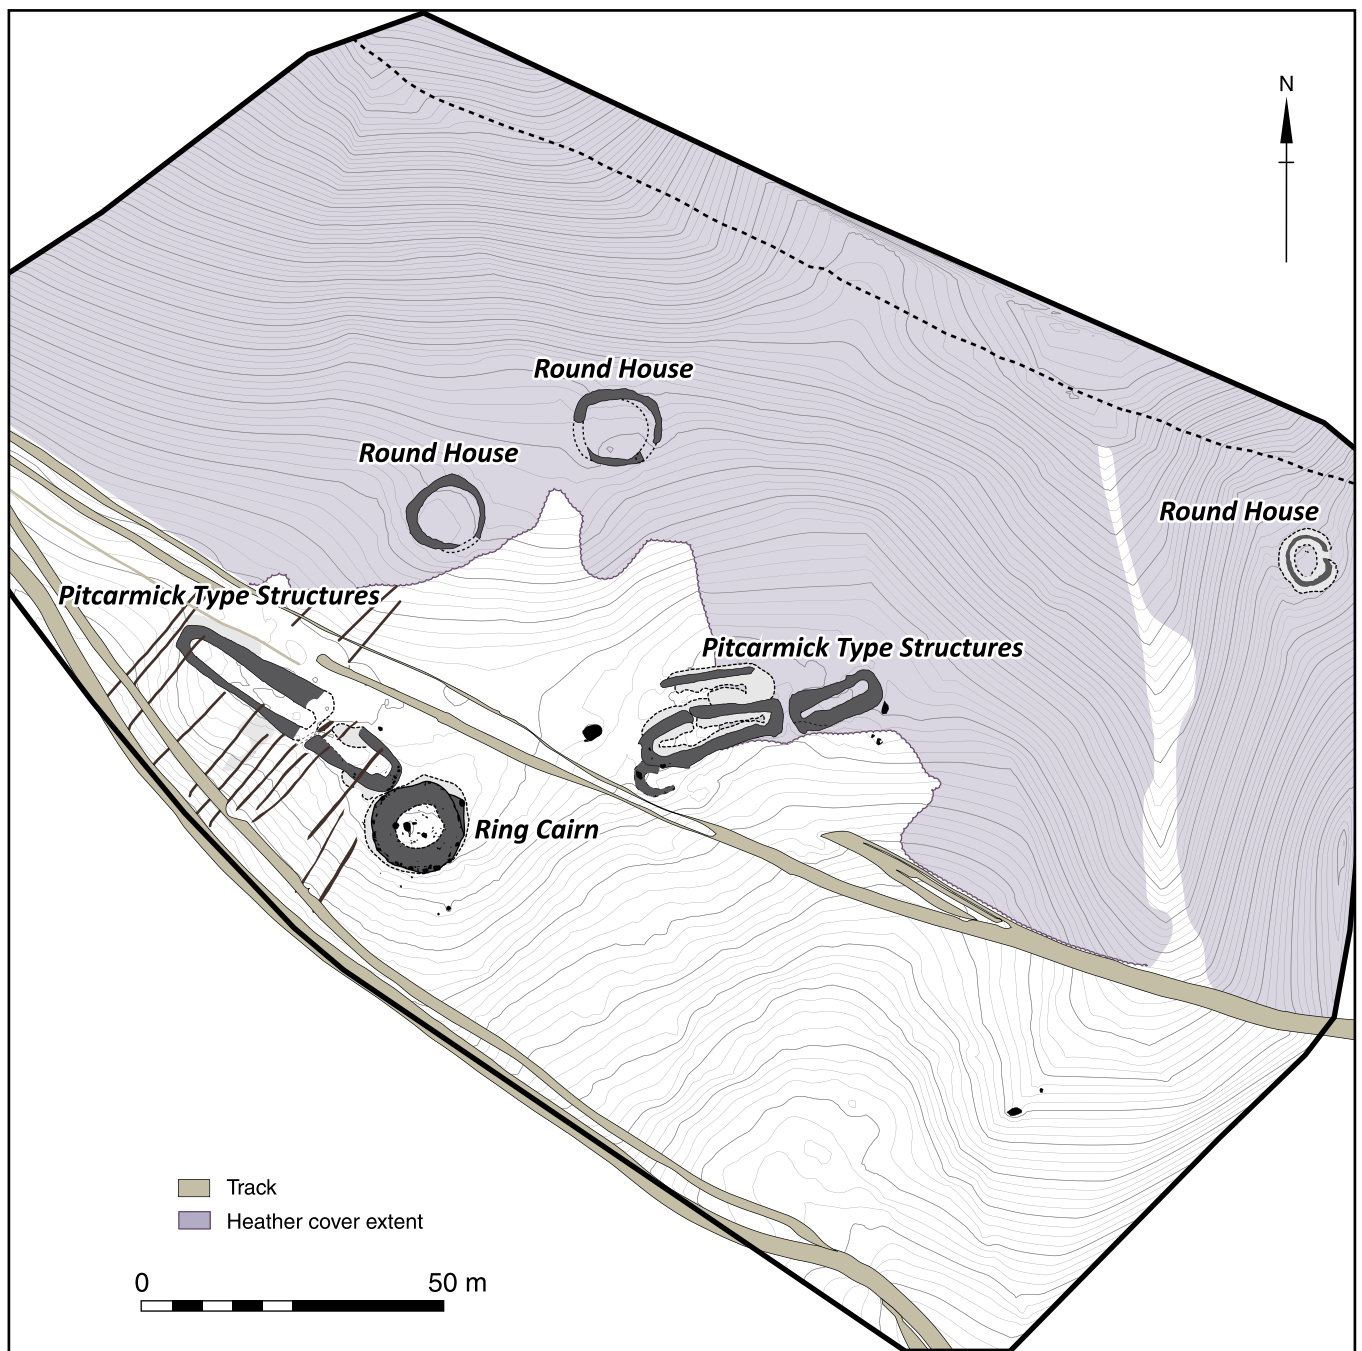 N
Round House
Round House
Round House
Pitcarmick Type Structures
Pitcarmick Type Structures
Ring Cairn
Track
Heather cover extent
0 50 m